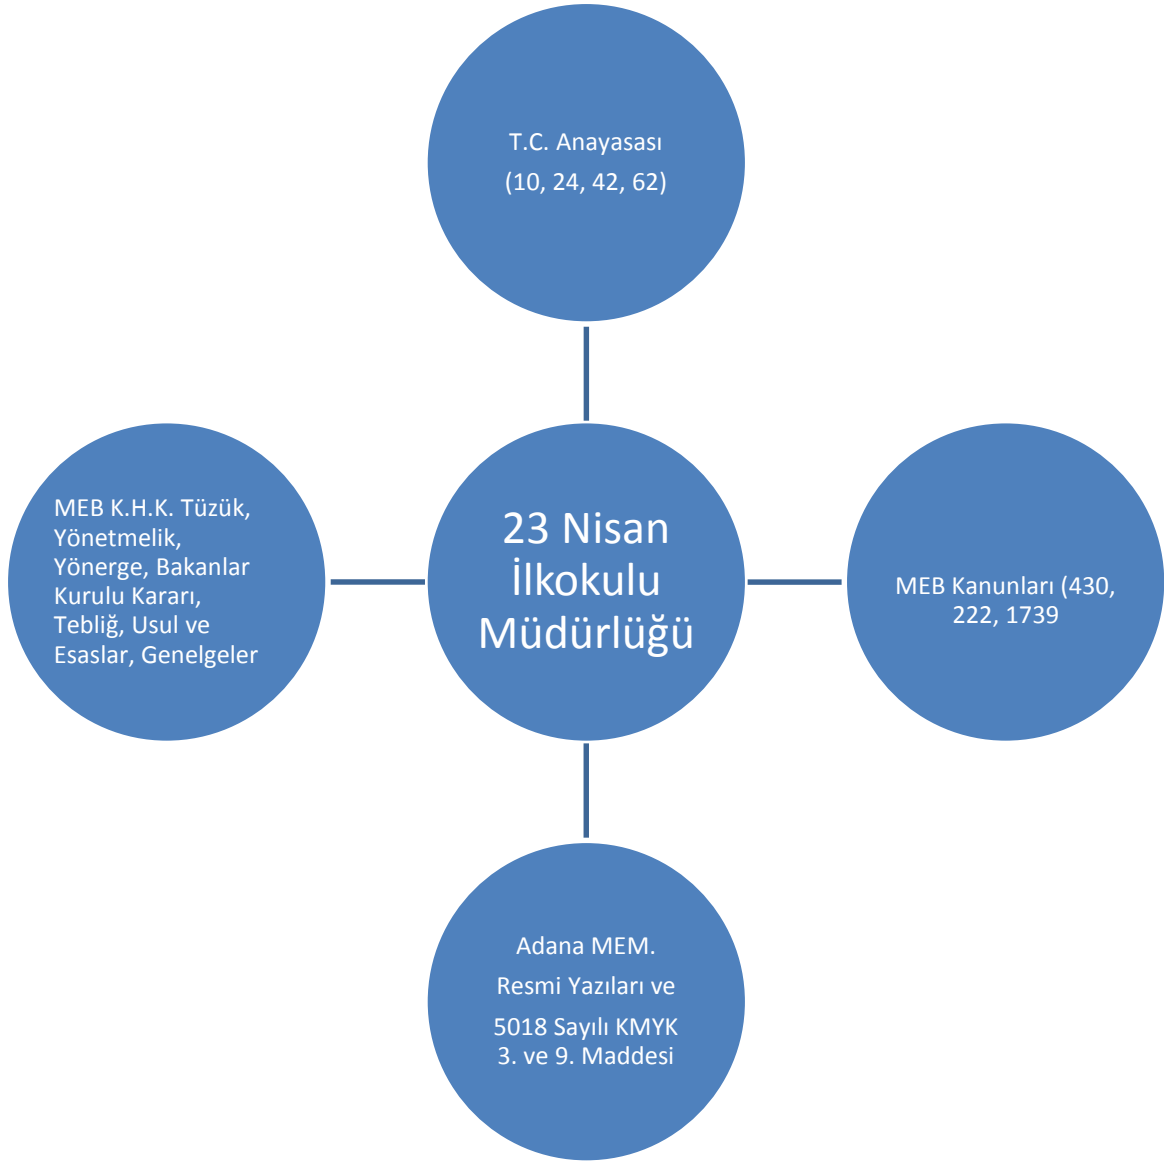 T.C. Anayasası
(10, 24, 42, 62)
MEB K.H.K. Tüzük,
Yönetmelik,
Yönerge, Bakanlar
Kurulu Kararı,
Tebliğ, Usul ve
Esaslar, Genelgeler
23 Nisan
İlkokulu
Müdürlüğü
MEB Kanunları (430,
222, 1739
Adana MEM.
Resmi Yazıları ve
5018 Sayılı KMYK
3. ve 9. Maddesi